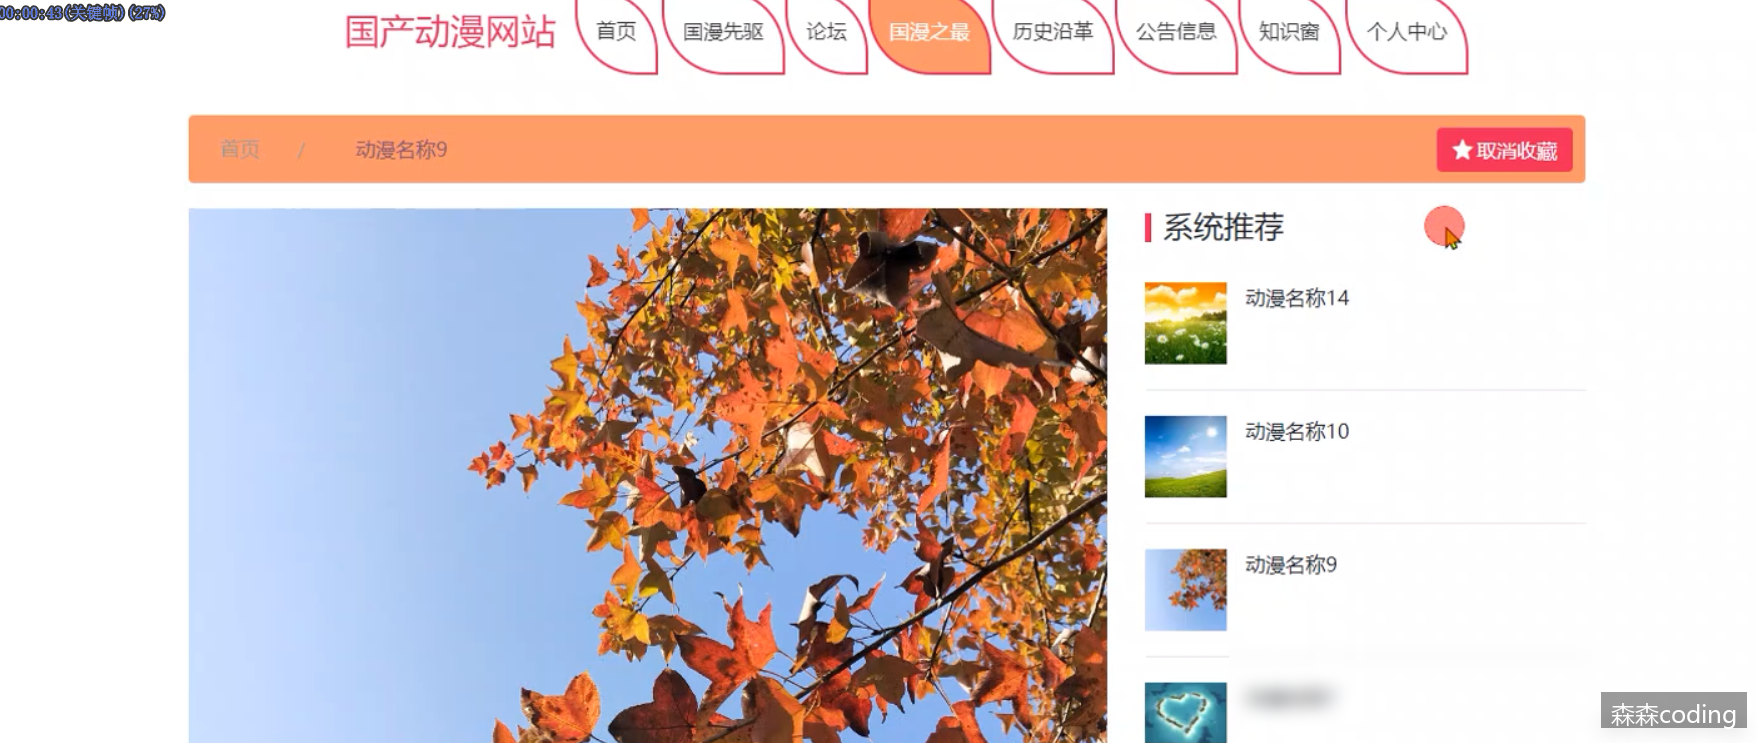 00:00:43(关键帧)(27%)
国产动漫网站
首页
国漫先驱
论坛
国漫之最
历史沿革
公告信息
知识窗
个人中心
首页 / 动漫名称9
取消收藏
系统推荐
动漫名称14
动漫名称10
动漫名称9
森森coding